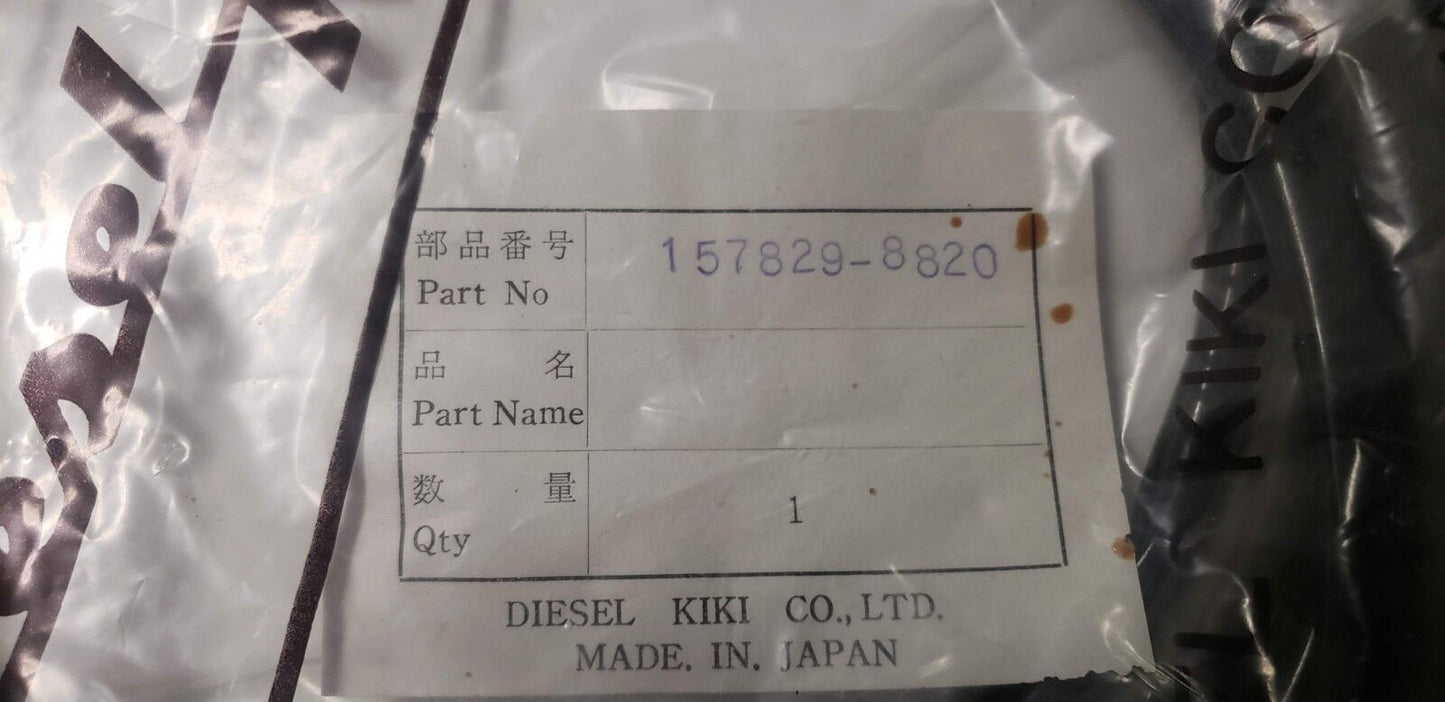 部品番号
Part No
157829-8820
品名
Part Name
数量
Qty
1
DIESEL KIKI CO., LTD.
MADE. IN. JAPAN
KIKI CO